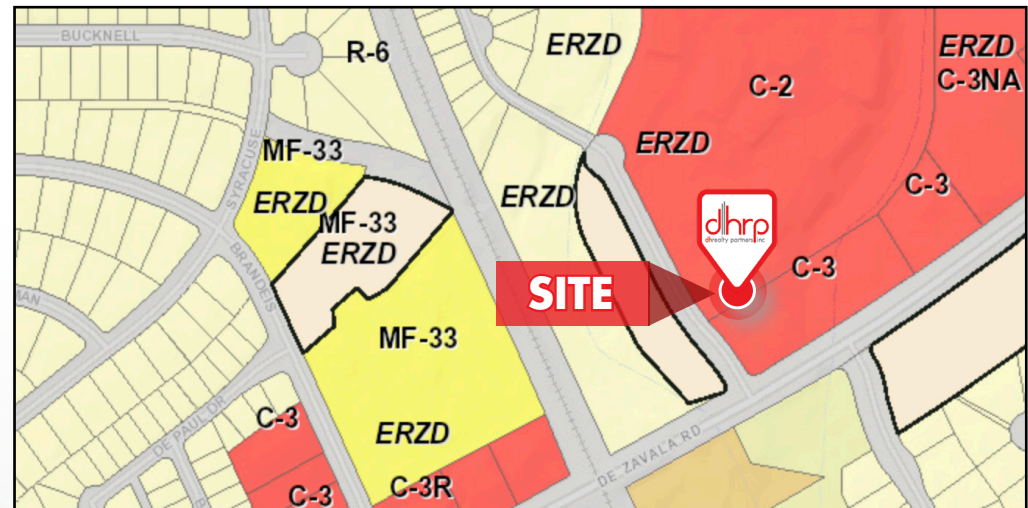 BUCKNELL
R-6
ERZD
C-2
ERZD
C-3NA
SYRACUSE
MF-33
ERZD
ERZD
C-3
ERZD
MF-33
ERZD
dhrp
dhrealty partners inc
C-3
BRANDEIS
SITE
MAN
MF-33
DE PAUL DR
C-3
ERZD
DE ZAVALA RD
C-3R
C-3
B